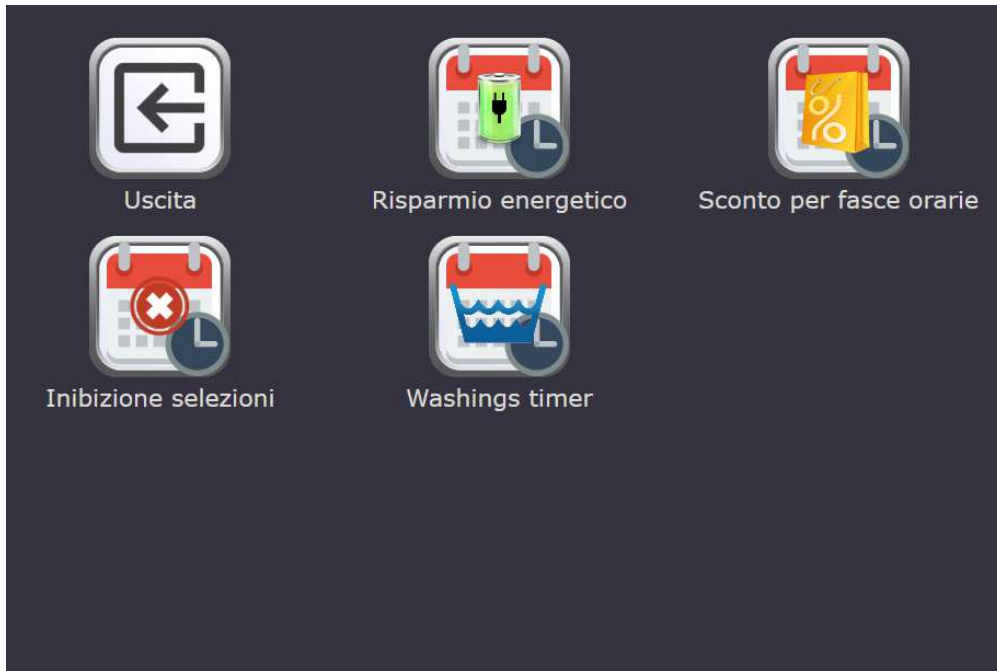 Uscita
Risparmio energetico
Sconto per fasce orarie
Inibizione selezioni
Washings timer